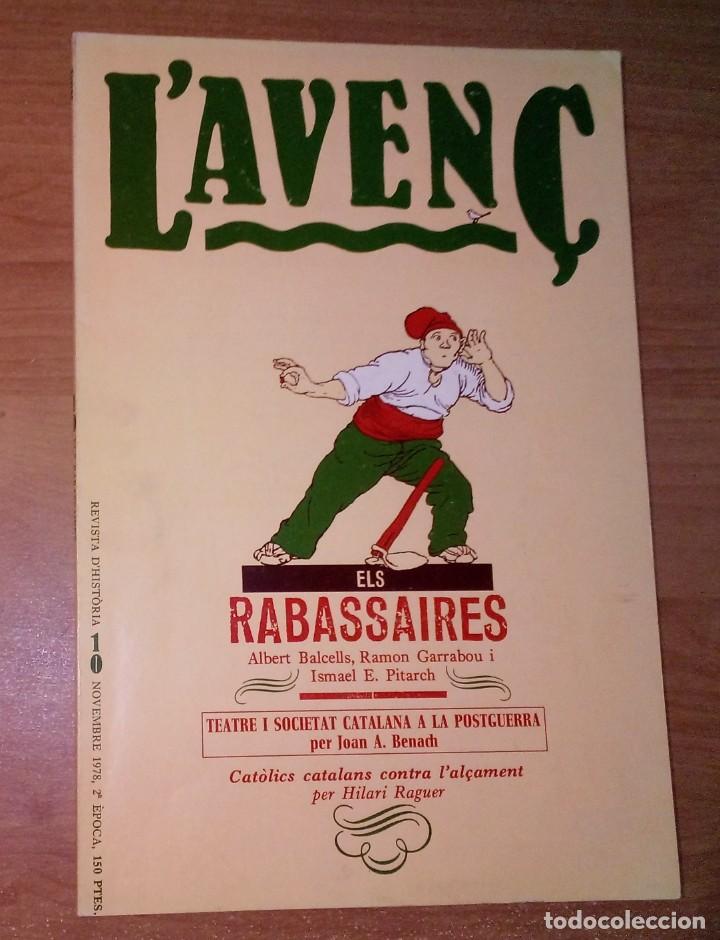 L'AVENÇ
ELS
RABASSAIRES
Albert Balcells, Ramon Garrabou i
Ismael E. Pitarch
TEATRE I SOCIETAT CATALANA A LA POSTGUERRA
per Joan A. Benach
Catòlics catalans contra l'alçament
per Hilari Raguer
REVISTA D'HISTÒRIA 10 NOVEMBRE 1978, 2ª ÈPOCA, 150 PTES.
todocoleccion